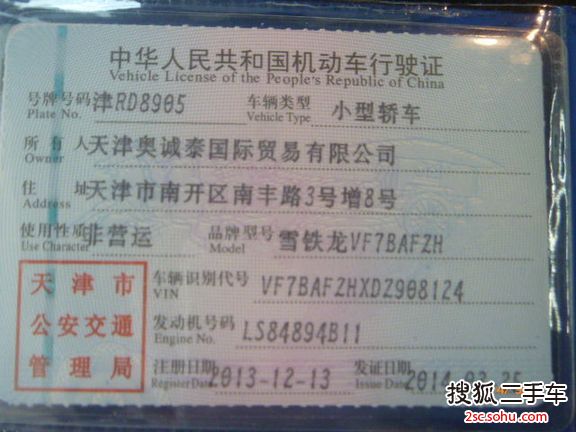 中华人民共和国机动车行驶证
Vehicle License of the People's Republic of China
号牌号码 津RD8905 车辆类型 小型轿车
Plate No. Vehicle Type
所有人 天津奥诚泰国际贸易有限公司
Owner
住址 天津市南开区南丰路3号增8号
Address
使用性质 非营运 品牌型号 雪铁龙VF7BAFZH
Use Character Model
天津市
公安交通
管理局
车辆识别代号 VF7BAFZHXDZ908124
VIN
发动机号码 LS84894B11
Engine No.
注册日期 2013-12-13 发证日期 2014-03-25
Register Date Issue Date
搜狐二手车
2sc.sohu.com